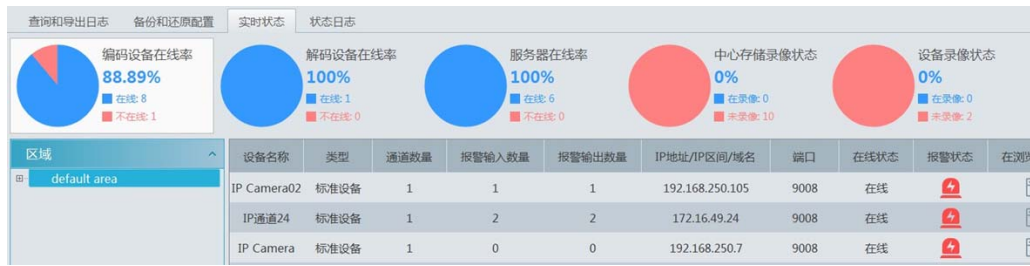 查询和导出日志 备份和还原配置 实时状态 状态日志
编码设备在线率 解码设备在线率 服务器在线率 中心存储录像状态 设备录像状态
88.89% 100% 100% 0% 0%
在线: 8 在线: 1 在线: 6 在录像: 0 在录像: 0
不在线: 1 不在线: 0 不在线: 0 未录像: 10 未录像: 2
区域 设备名称 类型 通道数量 报警输入数量 报警输出数量 IP地址/IP区间/域名 端口 在线状态 报警状态 在浏
default area IP Camera02 标准设备 1 1 1 192.168.250.105 9008 在线
IP通道24 标准设备 1 2 2 172.16.49.24 9008 在线
IP Camera 标准设备 1 0 0 192.168.250.7 9008 在线